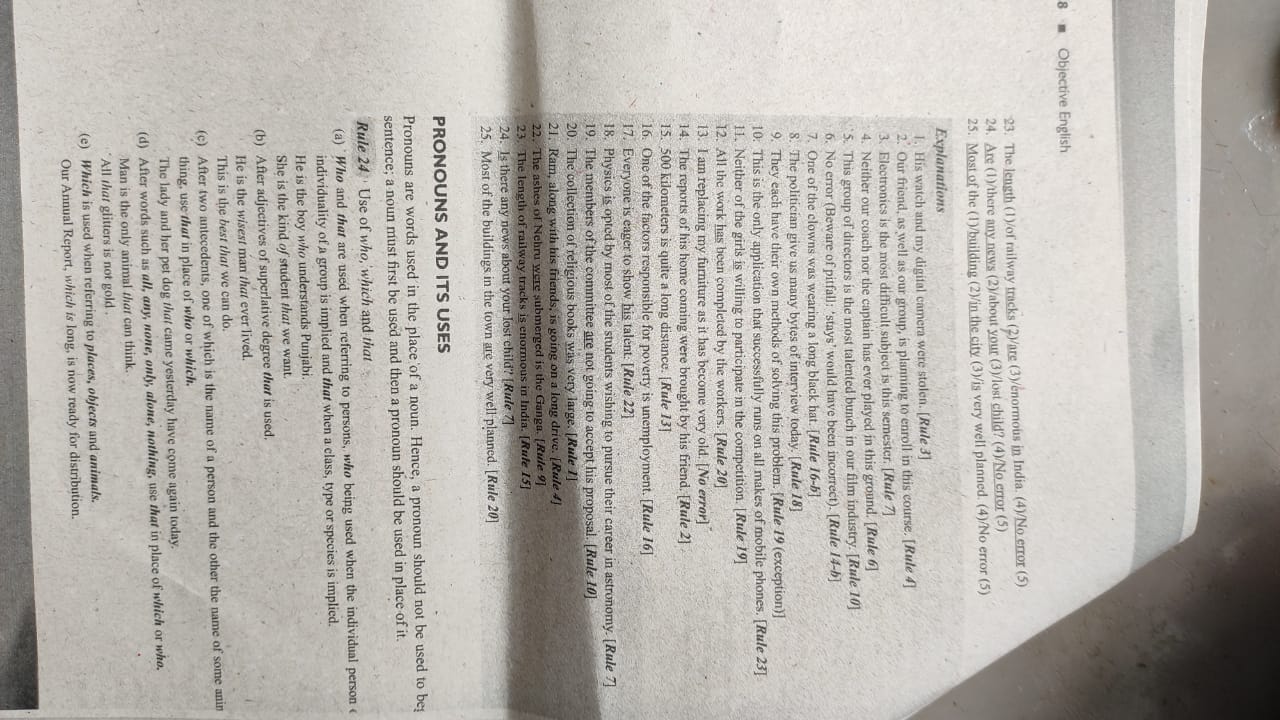 8 ■ Objective English
23. The length (1)/of railway tracks (2)/are (3)/enormous in India. (4)/No error (5)
24. Are (1)/there any news (2)/about your (3)/lost child? (4)/No error (5)
25. Most of the (1)/building (2)/in the city (3)/is very well planned. (4)/No error (5)
Explanations
1. His watch and my digital camera were stolen. [Rule 3]
2. Our friend, as well as our group, is planning to enroll in this course. [Rule 4]
3. Electronics is the most difficult subject is this semester. [Rule 7]
4. Neither our coach nor the captain has ever played in this ground. [Rule 6]
5. This group of directors is the most talented bunch in our film industry. [Rule 10]
6. No error (Beware of pitfall: 'stays' would have been incorrect). [Rule 14-b]
7. One of the clowns was wearing a long black hat. [Rule 16-b]
8. The politician give us many bytes of interview today. [Rule 18]
9. They each have their own methods of solving this problem. [Rule 19 (exception)]
10. This is the only application that successfully runs on all makes of mobile phones. [Rule 23]
11. Neither of the girls is willing to participate in the competition. [Rule 19]
12. All the work has been completed by the workers. [Rule 20]
13. I am replacing my furniture as it has become very old. [No error]
14. The reports of his home coming were brought by his friend. [Rule 2]
15. 500 kilometers is quite a long distance. [Rule 13]
16. One of the factors responsible for poverty is unemployment. [Rule 16]
17. Everyone is eager to show his talent. [Rule 22]
18. Physics is opted by most of the students wishing to pursue their career in astronomy. [Rule 7]
19. The members of the committee are not going to accept his proposal. [Rule 10]
20. The collection of religious books was very large. [Rule 1]
21. Ram, along with his friends, is going on a long drive. [Rule 4]
22. The ashes of Nehru were submerged is the Ganga. [Rule 9]
23. The length of railway tracks is enormous in India. [Rule 15]
24. Is there any news about your lost child? [Rule 7]
25. Most of the buildings in the town are very well planned. [Rule 20]
PRONOUNS AND ITS USES
Pronouns are words used in the place of a noun. Hence, a pronoun should not be used to
sentence; a noun must first be used and then a pronoun should be used in place of it.
Rule 24 Use of who, which and that
(a) Who and that are used when referring to persons, who being used when the individual person
individuality of a group is implied and that when a class, type or species is implied.
He is the boy who understands Punjabi.
She is the kind of student that we want.
(b) After adjectives of superlative degree that is used.
He is the wisest man that ever lived.
This is the best that we can do.
(c) After two antecedents, one of which is the name of a person and the other the name of some
thing, use that in place of who or which.
The lady and her pet dog that came yesterday have come again today.
(d) After words such as all, any, none, only, alone, nothing, use that in place of which or who.
Man is the only animal that can think.
All that glitters is not gold.
(e) Which is used when referring to places, objects and animals.
Our Annual Report, which is long, is now ready for distribution.